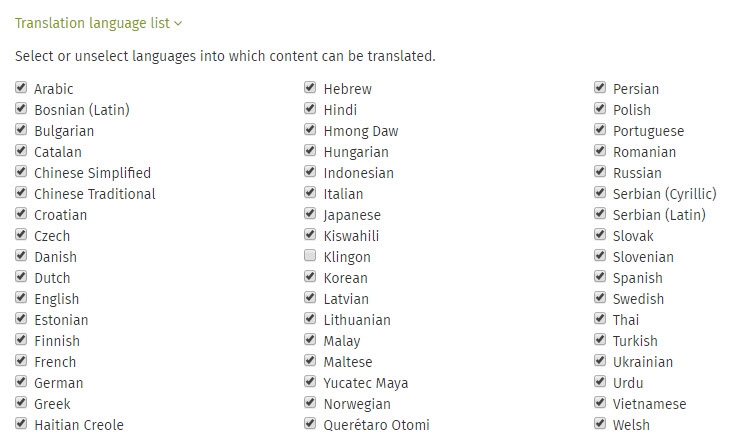 Translation language list
Select or unselect languages into which content can be translated.
Arabic
Bosnian (Latin)
Bulgarian
Catalan
Chinese Simplified
Chinese Traditional
Croatian
Czech
Danish
Dutch
English
Estonian
Finnish
French
German
Greek
Haitian Creole
Hebrew
Hindi
Hmong Daw
Hungarian
Indonesian
Italian
Japanese
Kiswahili
Klingon
Korean
Latvian
Lithuanian
Malay
Maltese
Yucatec Maya
Norwegian
Querétaro Otomi
Persian
Polish
Portuguese
Romanian
Russian
Serbian (Cyrillic)
Serbian (Latin)
Slovak
Slovenian
Spanish
Swedish
Thai
Turkish
Ukrainian
Urdu
Vietnamese
Welsh